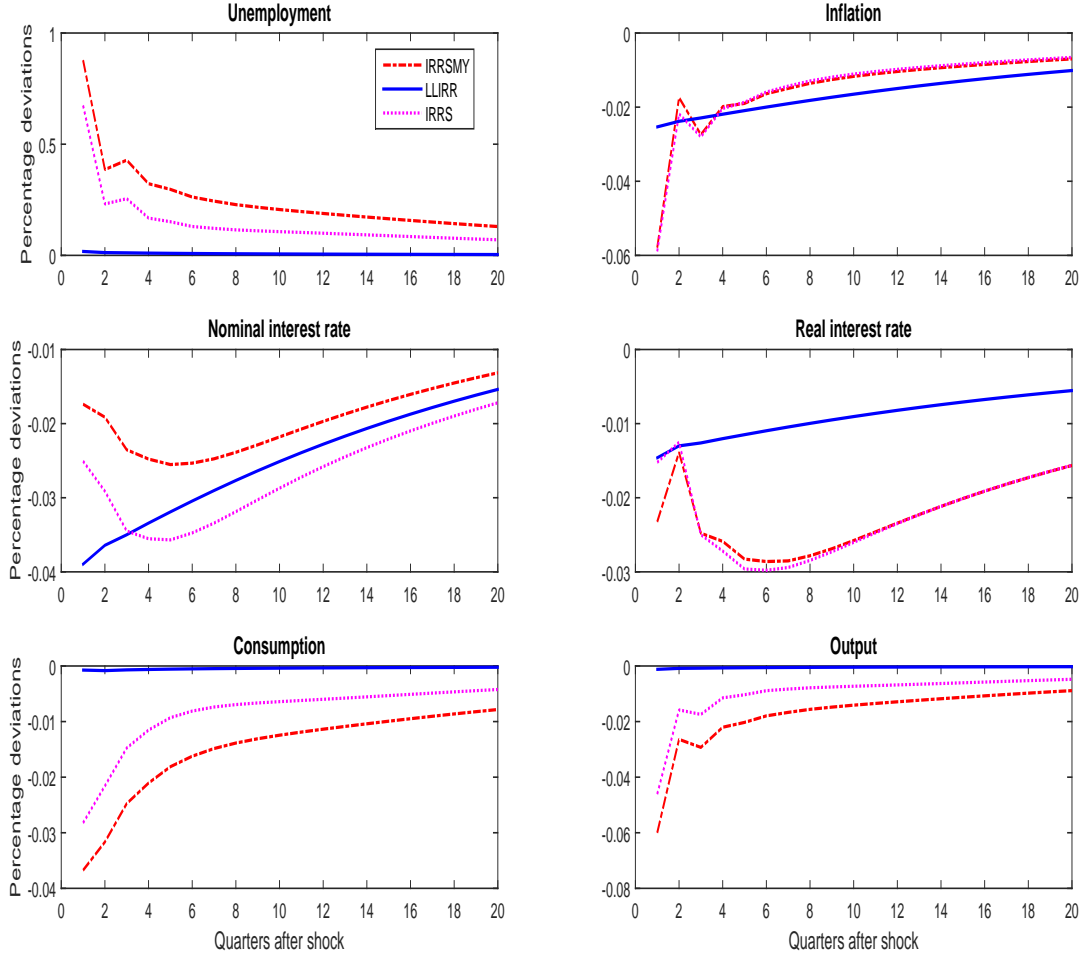 Unemployment
Percentage deviations
1
0.5
0
IRRSMY
LLIRR
IRRS
0 2 4 6 8 10 12 14 16 18 20
Inflation
0
-0.02
-0.04
-0.06
0 2 4 6 8 10 12 14 16 18 20
Nominal interest rate
Percentage deviations
-0.01
-0.02
-0.03
-0.04
0 2 4 6 8 10 12 14 16 18 20
Real interest rate
0
-0.01
-0.02
-0.03
0 2 4 6 8 10 12 14 16 18 20
Consumption
Percentage deviations
0
-0.01
-0.02
-0.03
-0.04
0 2 4 6 8 10 12 14 16 18 20
Quarters after shock
Output
0
-0.02
-0.04
-0.06
-0.08
0 2 4 6 8 10 12 14 16 18 20
Quarters after shock